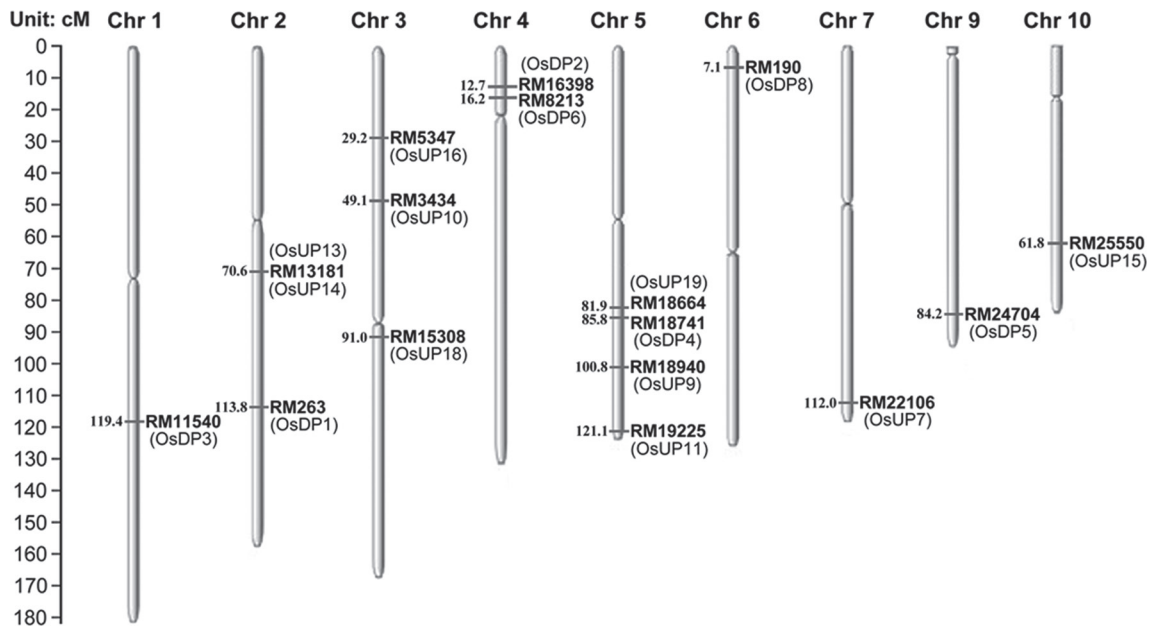 Unit: cM Chr 1 Chr 2 Chr 3 Chr 4 Chr 5 Chr 6 Chr 7 Chr 9 Chr 10
0
10
20
30
40
50
60
70
80
90
100
110
120
130
140
150
160
170
180
119.4 RM11540
(OsDP3)
(OsUP13)
70.6 RM13181
(OsUP14)
113.8 RM263
(OsDP1)
29.2 RM5347
(OsUP16)
49.1 RM3434
(OsUP10)
91.0 RM15308
(OsUP18)
(OsDP2)
12.7 RM16398
16.2 RM8213
(OsDP6)
(OsUP19)
81.9 RM18664
85.8 RM18741
(OsDP4)
100.8 RM18940
(OsUP9)
121.1 RM19225
(OsUP11)
7.1 RM190
(OsDP8)
112.0 RM22106
(OsUP7)
84.2 RM24704
(OsDP5)
61.8 RM25550
(OsUP15)